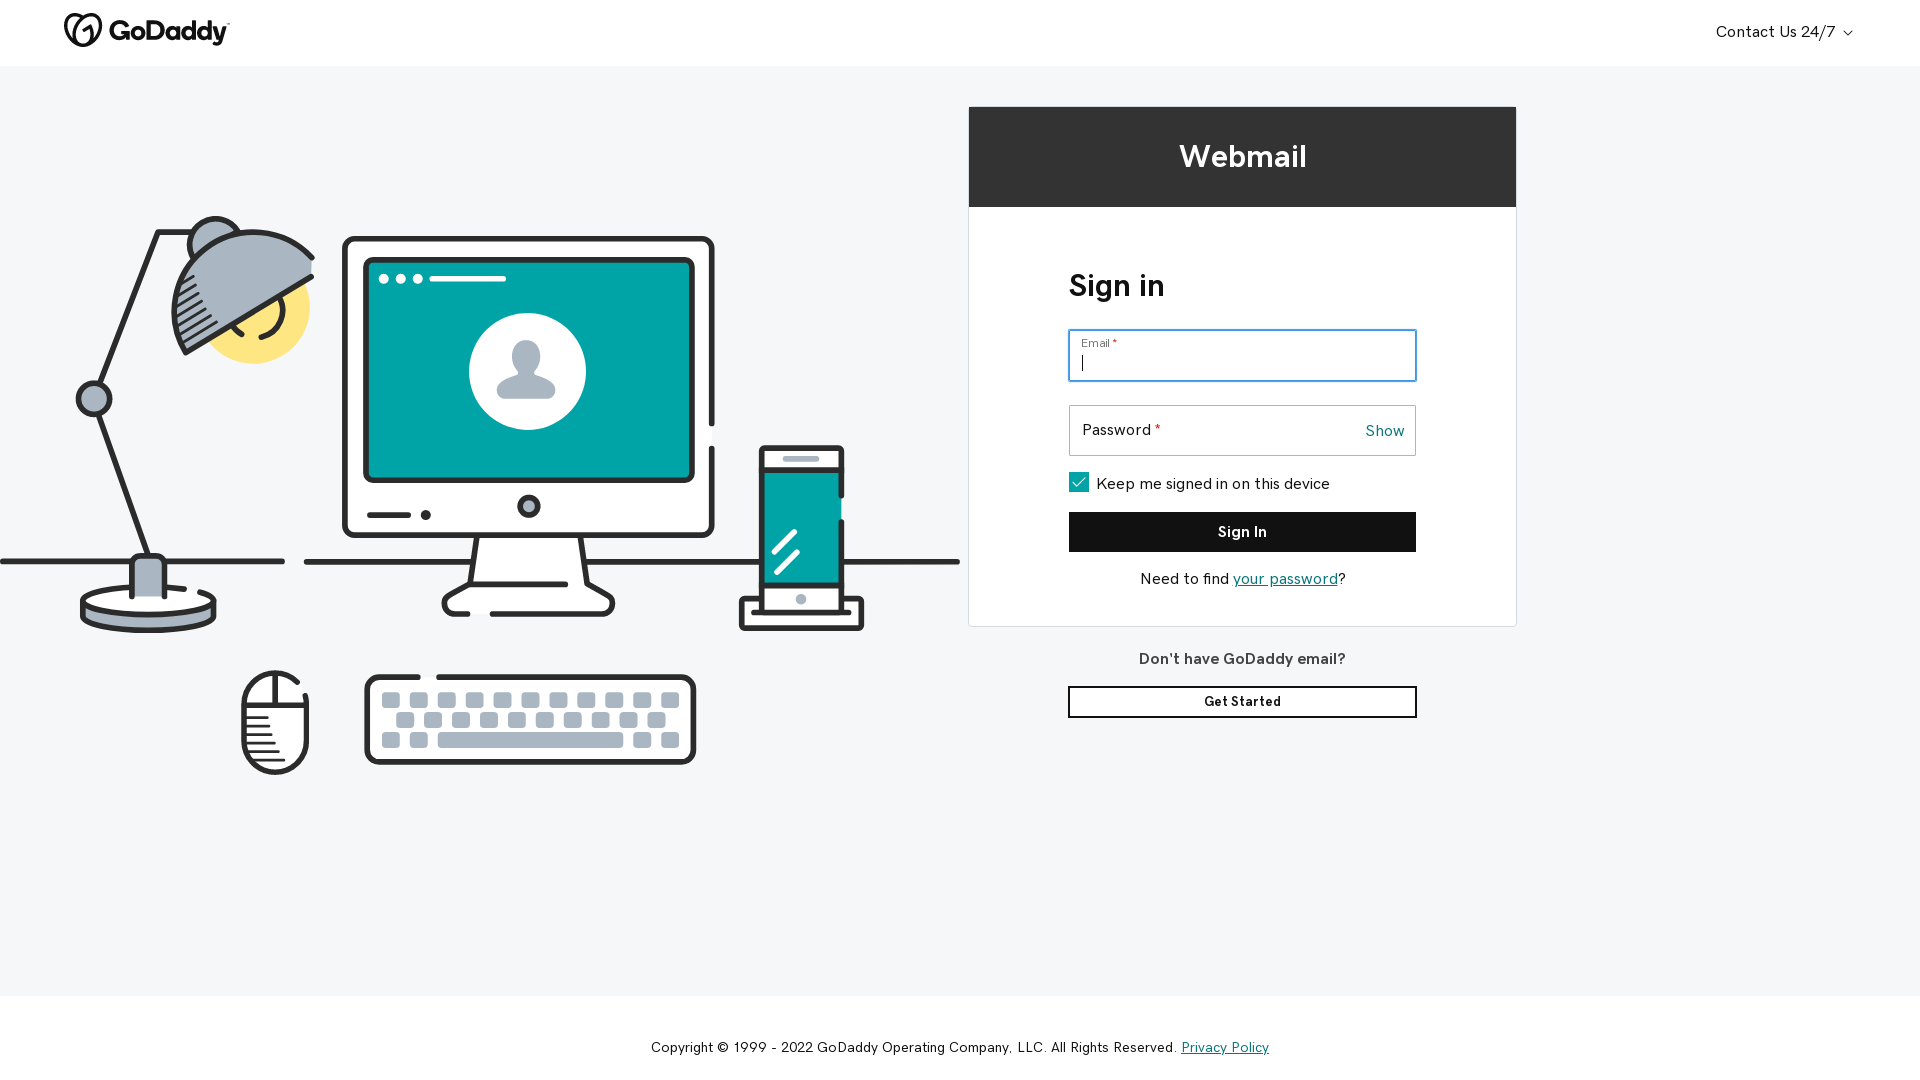 GoDaddy
Contact Us 24/7
Webmail
Sign in
Email *
Password *
Show
Keep me signed in on this device
Sign In
Need to find your password?
Don't have GoDaddy email?
Get Started
Copyright © 1999 - 2022 GoDaddy Operating Company, LLC. All Rights Reserved. Privacy Policy